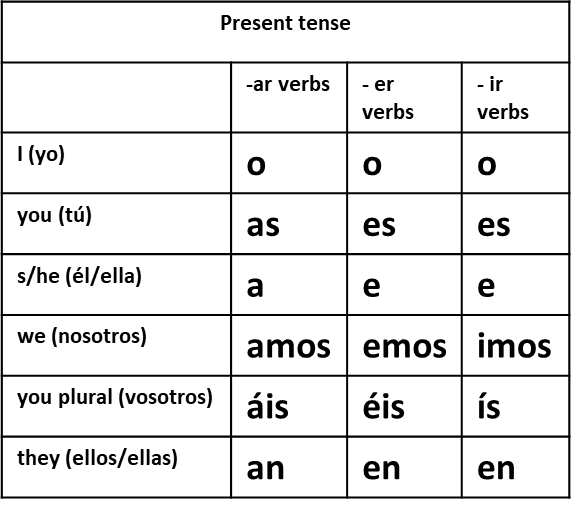 Present tense
-ar verbs - er verbs - ir verbs
I (yo) o o o
you (tú) as es es
s/he (él/ella) a e e
we (nosotros) amos emos imos
you plural (vosotros) áis éis ís
they (ellos/ellas) an en en